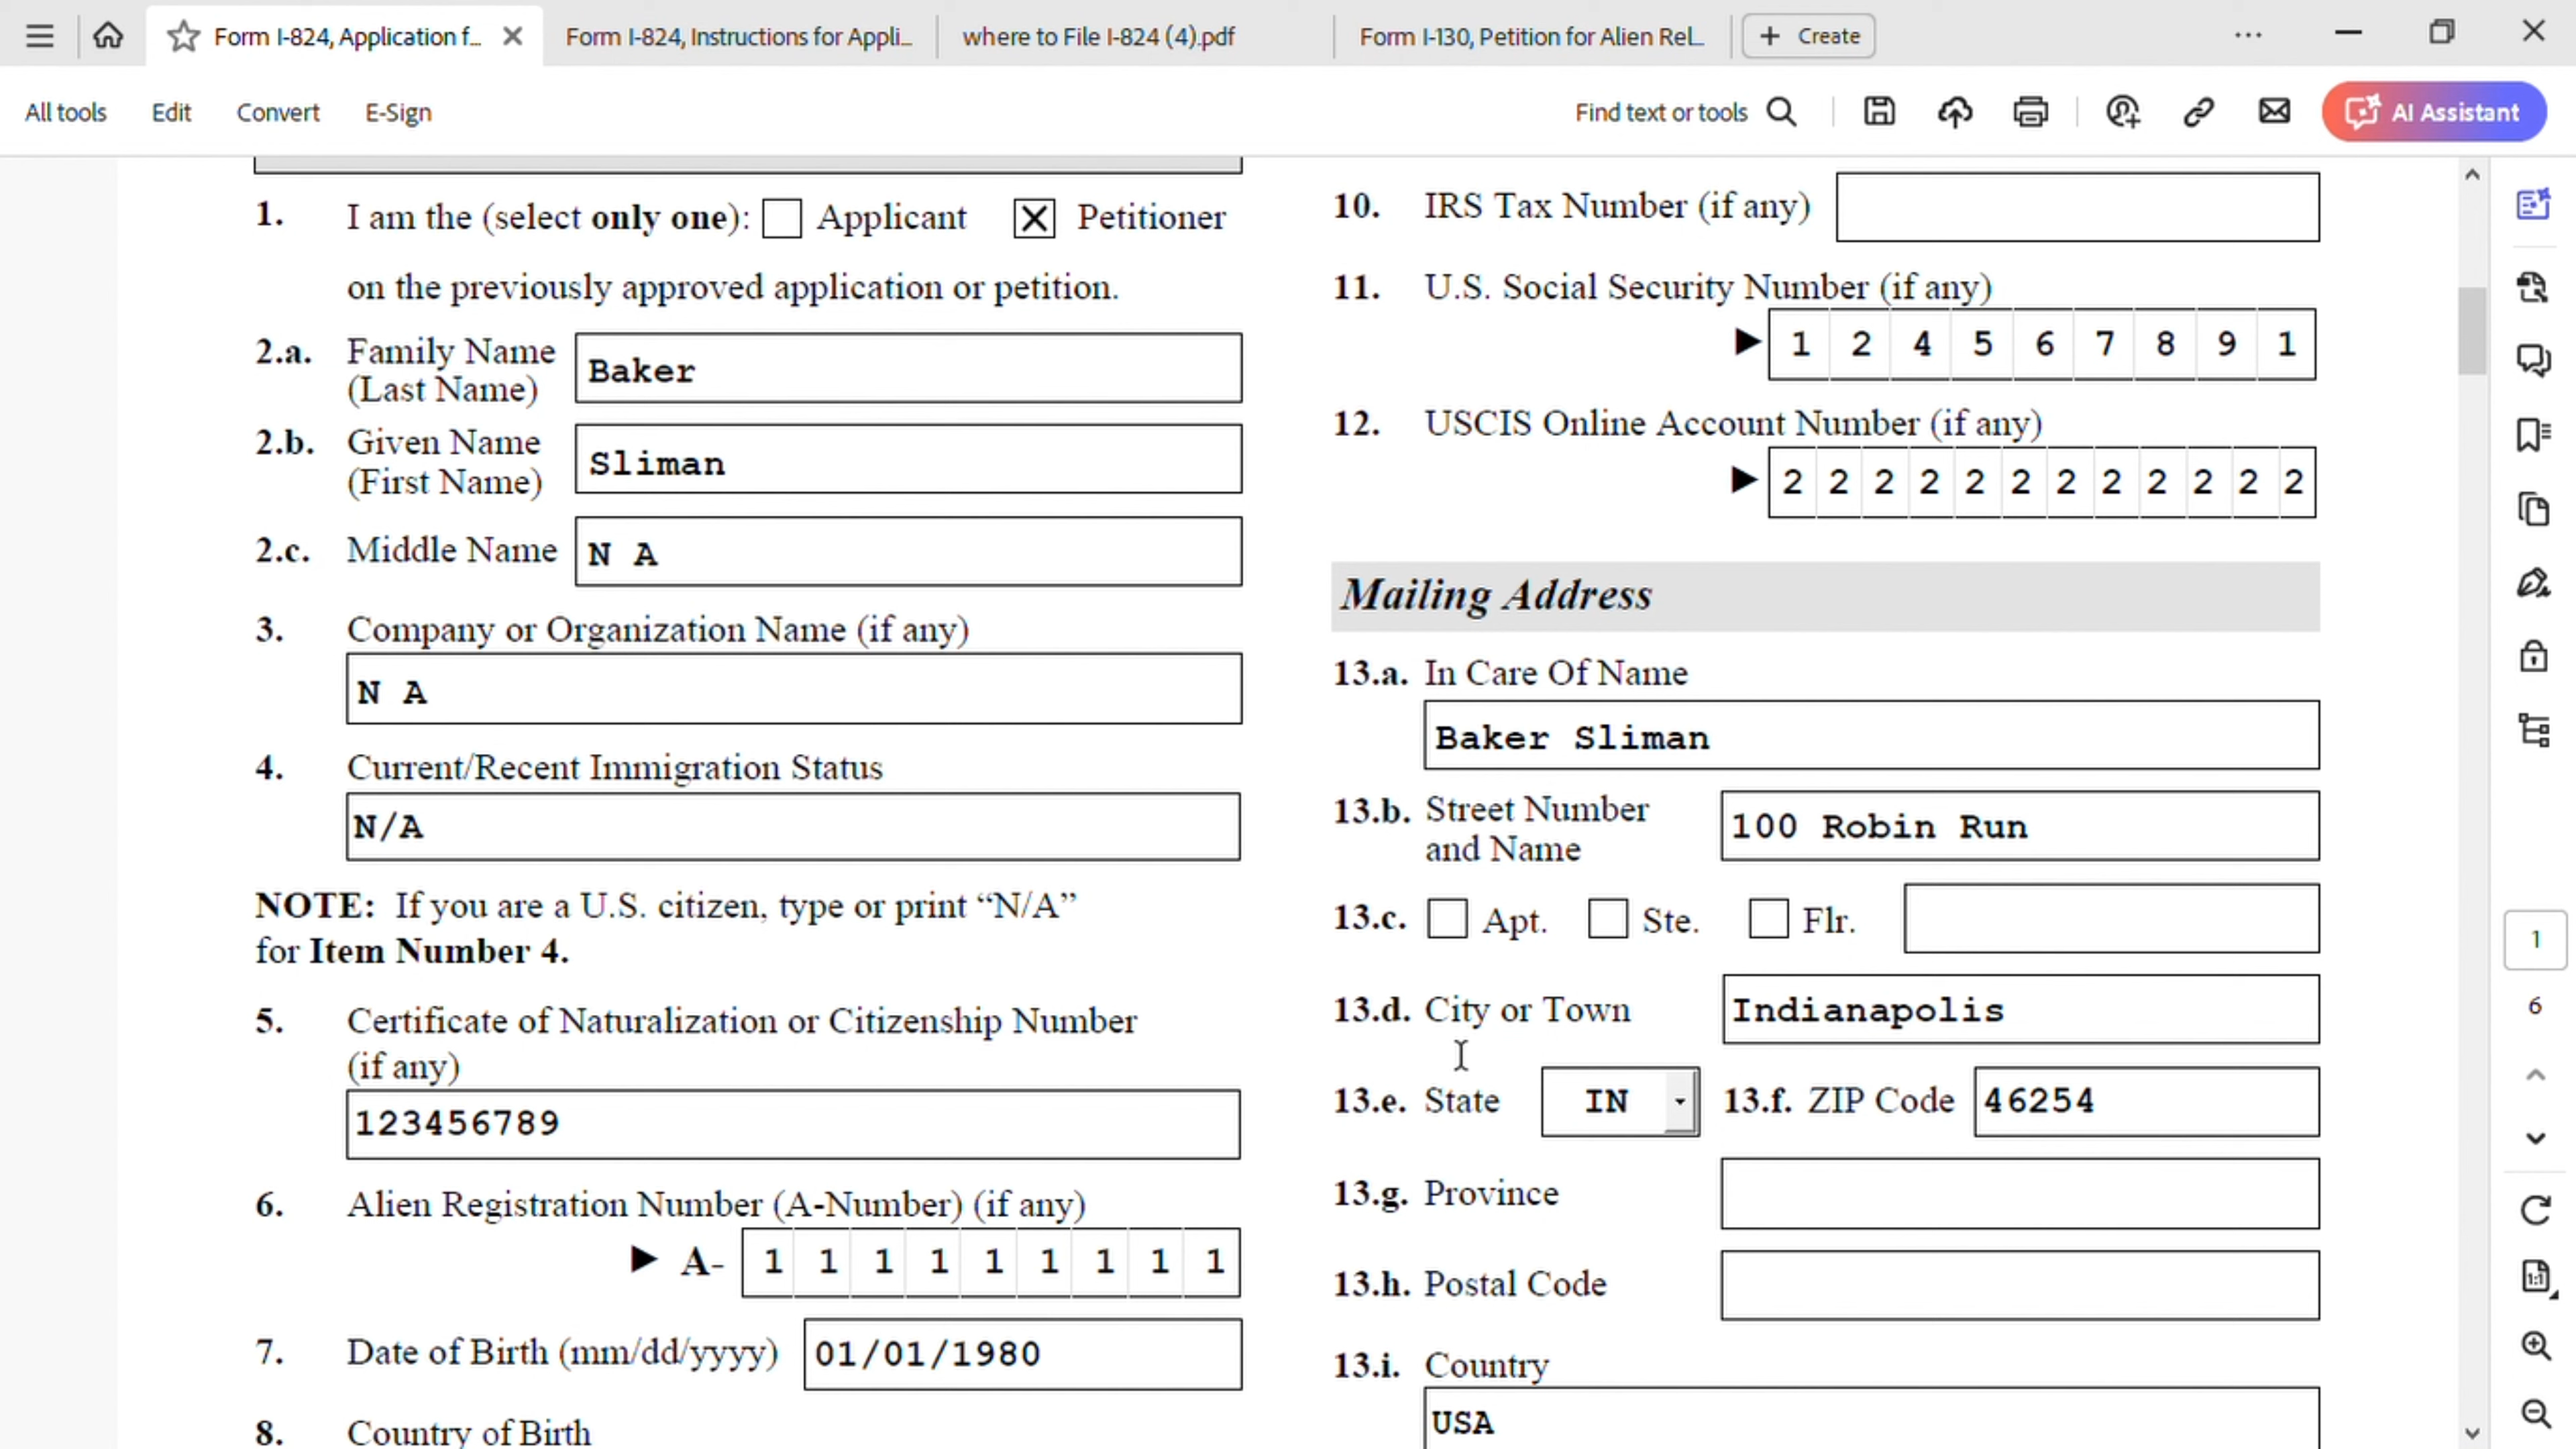 Form I-824, Application f...
Form I-824, Instructions for Appli...
where to File I-824 (4).pdf
Form I-130, Petition for Alien Rel...
+ Create
All tools
Edit
Convert
E-Sign
Find text or tools
AI Assistant
1. I am the (select only one): Applicant X Petitioner
on the previously approved application or petition.
2.a. Family Name
(Last Name)
Baker
2.b. Given Name
(First Name)
Sliman
2.c. Middle Name N A
3. Company or Organization Name (if any)
N A
4. Current/Recent Immigration Status
N/A
NOTE: If you are a U.S. citizen, type or print “N/A”
for Item Number 4.
5. Certificate of Naturalization or Citizenship Number
(if any)
123456789
6. Alien Registration Number (A-Number) (if any)
A- 1 1 1 1 1 1 1 1 1
7. Date of Birth (mm/dd/yyyy) 01/01/1980
8. Country of Birth
10. IRS Tax Number (if any)
11. U.S. Social Security Number (if any)
1 2 4 5 6 7 8 9 1
12. USCIS Online Account Number (if any)
2 2 2 2 2 2 2 2 2 2 2 2
Mailing Address
13.a. In Care Of Name
Baker Sliman
13.b. Street Number
and Name
100 Robin Run
13.c. Apt. Ste. Flr.
13.d. City or Town Indianapolis
13.e. State IN 13.f. ZIP Code 46254
13.g. Province
13.h. Postal Code
13.i. Country
USA
1
6